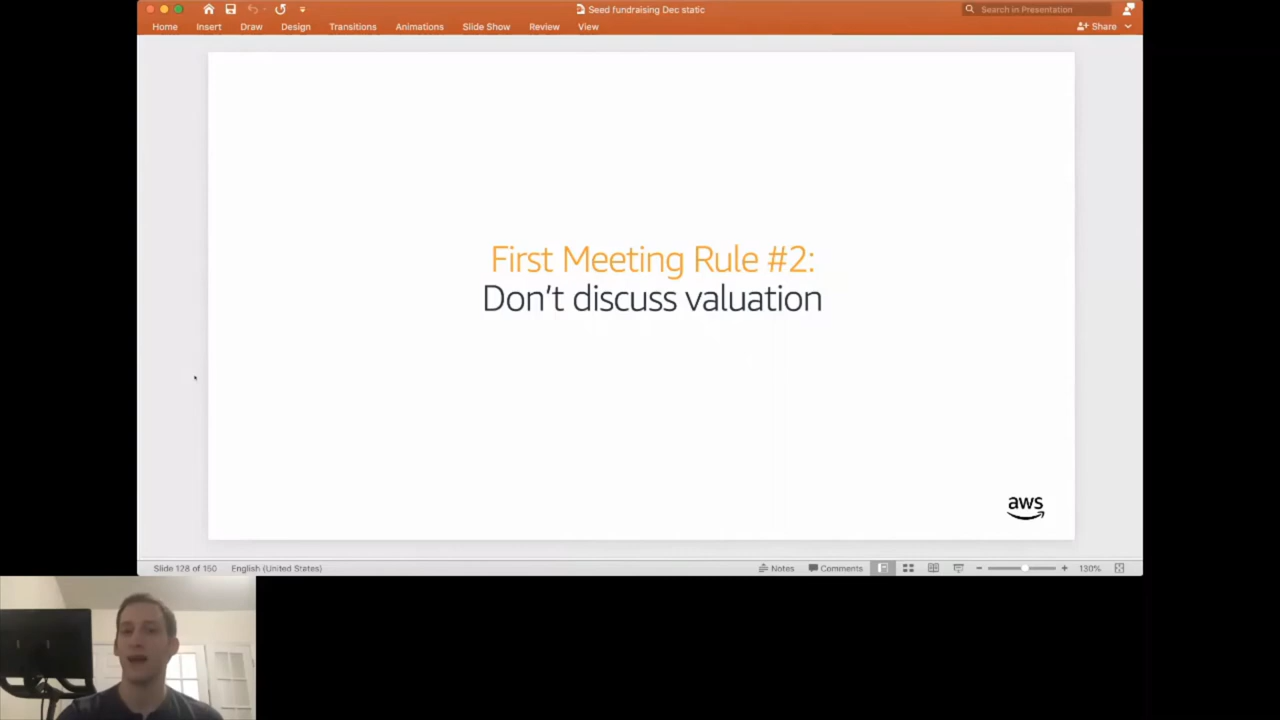 Seed fundraising Dec static
Search in Presentation
Home Insert Draw Design Transitions Animations Slide Show Review View Share
First Meeting Rule #2:
Don't discuss valuation
aws
Slide 128 of 150 English (United States) Notes Comments 130%